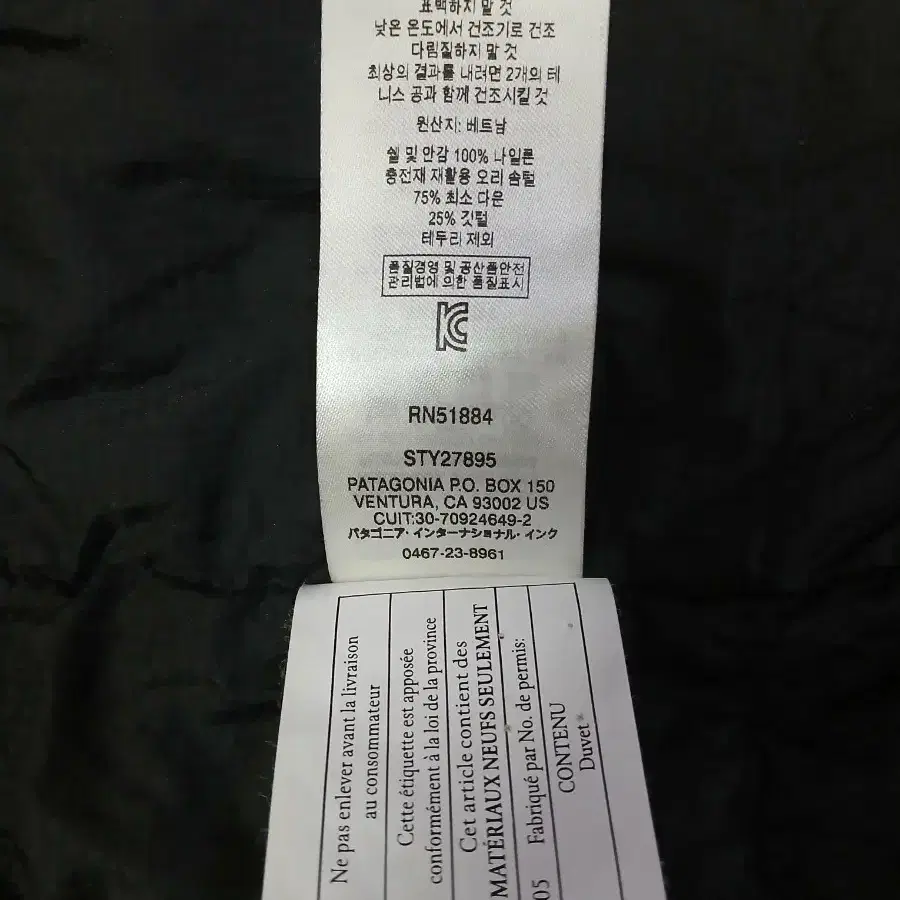 표백하지 말 것
낮은 온도에서 건조기로 건조
다림질하지 말 것
최상의 결과를 내려면 2개의 테
니스 공과 함께 건조시킬 것
원산지: 베트남
쉘 및 안감 100% 나일론
충전재 재활용 오리 솜털
75% 최소 다운
25% 깃털
테두리 제외
품질경영 및 공산품안전
관리법에 의한 품질표시
RN51884
STY27895
PATAGONIA P.O. BOX 150
VENTURA, CA 93002 US
CUIT:30-70924649-2
パタゴニア・インターナショナル・インク
0467-23-8961
Ne pas enlever avant la livraison
au consommateur
Cette étiquette est apposée
conformément à la loi de la province
Cet article contient des
MATÉRIAUX NEUFS SEULEMENT
05 Fabriqué par No. de permis:
CONTENU
Duvet